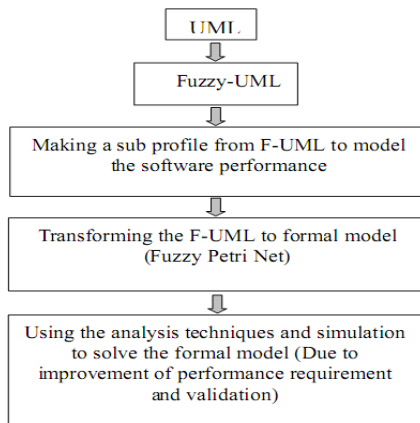 UML
Fuzzy-UML
Making a sub profile from F-UML to model
the software performance
Transforming the F-UML to formal model
(Fuzzy Petri Net)
Using the analysis techniques and simulation
to solve the formal model (Due to
improvement of performance requirement
and validation)